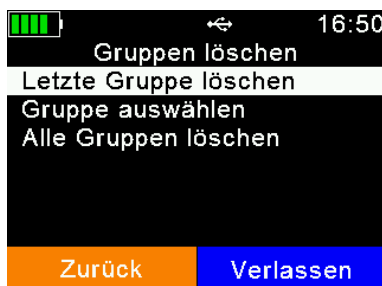 16:50
Gruppen löschen
Letzte Gruppe löschen
Gruppe auswählen
Alle Gruppen löschen
Zurück Verlassen